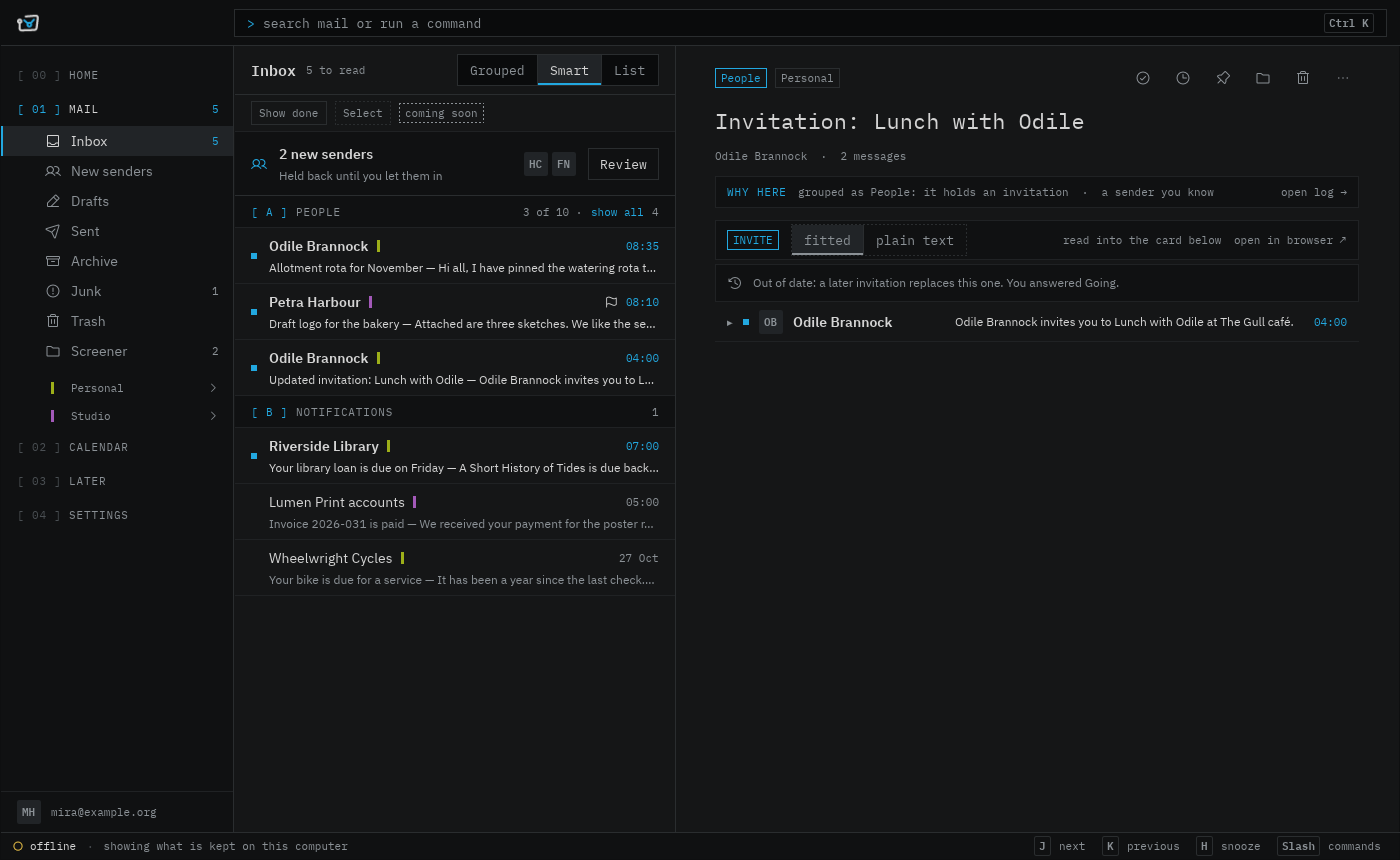 > search mail or run a command Ctrl K
[ 00 ] HOME
[ 01 ] MAIL 5
Inbox 5
New senders
Drafts
Sent
Archive
Junk 1
Trash
Screener 2
Personal
Studio
[ 02 ] CALENDAR
[ 03 ] LATER
[ 04 ] SETTINGS
MH mira@example.org
Inbox 5 to read Grouped Smart List
Show done Select coming soon
2 new senders
Held back until you let them in
HC FN Review
[ A ] PEOPLE 3 of 10 · show all 4
Odile Brannock 08:35
Allotment rota for November — Hi all, I have pinned the watering rota t…
Petra Harbour 08:10
Draft logo for the bakery — Attached are three sketches. We like the se…
Odile Brannock 04:00
Updated invitation: Lunch with Odile — Odile Brannock invites you to L…
[ B ] NOTIFICATIONS 1
Riverside Library 07:00
Your library loan is due on Friday — A Short History of Tides is due back…
Lumen Print accounts 05:00
Invoice 2026-031 is paid — We received your payment for the poster r…
Wheelwright Cycles 27 Oct
Your bike is due for a service — It has been a year since the last check.…
People Personal
Invitation: Lunch with Odile
Odile Brannock · 2 messages
WHY HERE grouped as People: it holds an invitation · a sender you know open log →
INVITE fitted plain text read into the card below open in browser ↗
Out of date: a later invitation replaces this one. You answered Going.
▸ OB Odile Brannock Odile Brannock invites you to Lunch with Odile at The Gull café. 04:00
offline · showing what is kept on this computer
J next K previous H snooze Slash commands